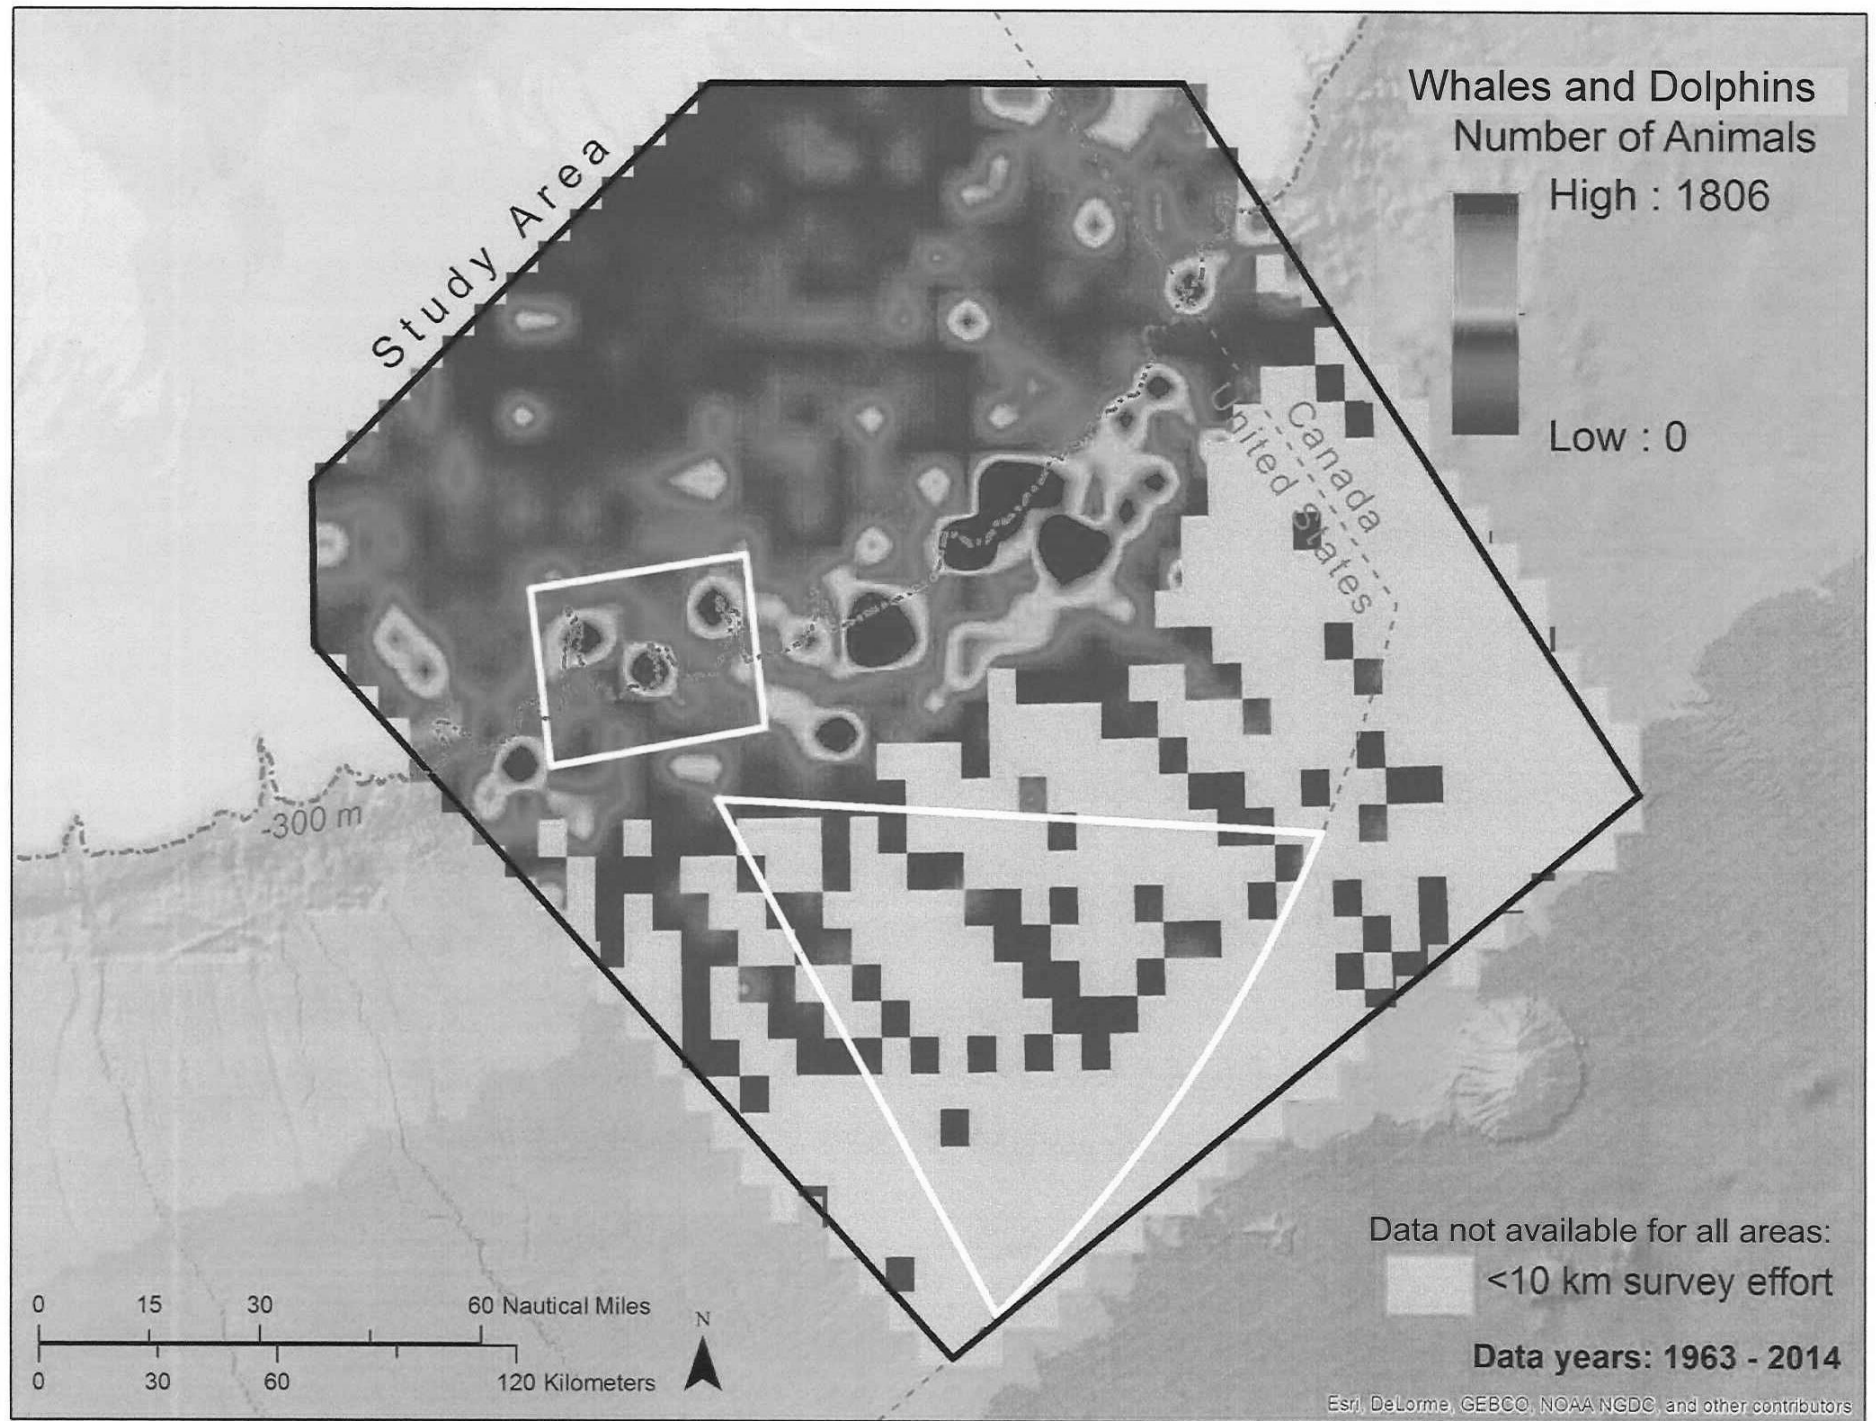 Whales and Dolphins
Number of Animals
High : 1806
Low : 0
Study Area
Canada
United States
-300 m
Data not available for all areas:
<10 km survey effort
Data years: 1963 - 2014
0 15 30 60 Nautical Miles
0 30 60 120 Kilometers
N
Esri, DeLorme, GEBCO, NOAA NGDC, and other contributors